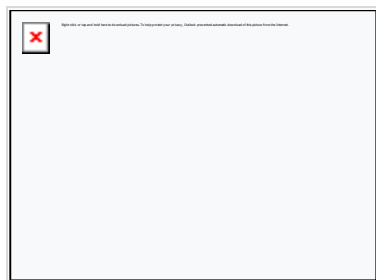 Right-click or tap and hold here to download pictures. To help protect your privacy, Outlook prevented automatic download of this picture from the Internet.